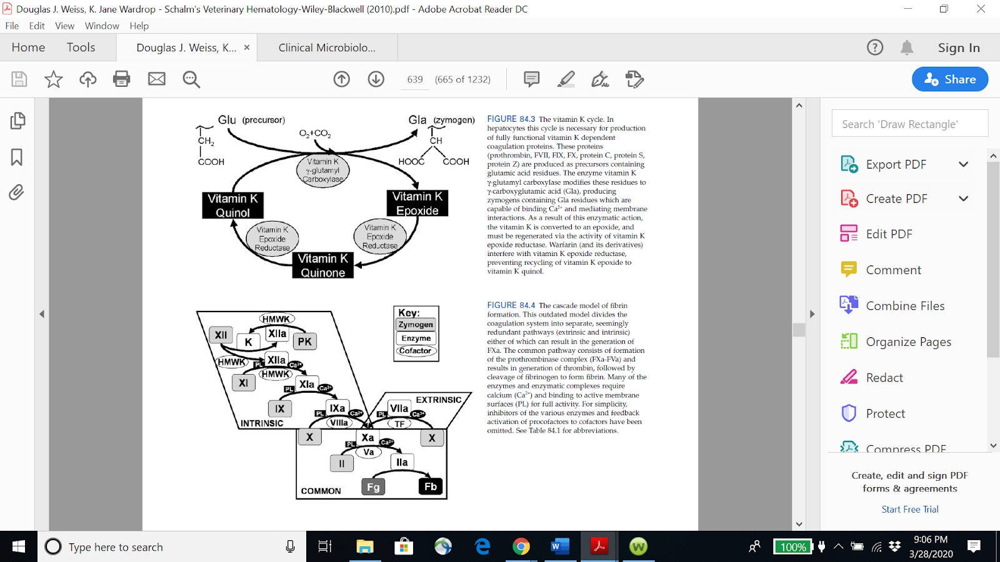 Douglas J. Weiss, K. Jane Wardrop - Schalm's Veterinary Hematology-Wiley-Blackwell (2010).pdf - Adobe Acrobat Reader DC
File Edit View Window Help
Home Tools Douglas J. Weiss, K... × Clinical Microbiolo... Sign In
639 (665 of 1232) Share
Glu (precursor)
CH2
COOH
O2+CO2
Gla (zymogen)
CH
HOOC COOH
Vitamin K
γ-glutamyl
Carboxylase
Vitamin K
Quinol
Vitamin K
Epoxide
Vitamin K
Epoxide
Reductase
Vitamin K
Epoxide
Reductase
Vitamin K
Quinone
FIGURE 84.3 The vitamin K cycle. In
hepatocytes this cycle is necessary for production
of fully functional vitamin K dependent
coagulation proteins. These proteins
(prothrombin, FVII, FIX, FX, protein C, protein S,
protein Z) are produced as precursors containing
glutamic acid residues. The enzyme vitamin K
γ-glutamyl carboxylase modifies these residues to
γ-carboxyglutamic acid (Gla), producing
zymogens containing Gla residues which are
capable of binding Ca2+ and mediating membrane
interactions. As a result of this enzymatic action,
the vitamin K is converted to an epoxide, and
must be regenerated via the activity of vitamin K
epoxide reductase. Warfarin (and its derivatives)
interfere with vitamin K epoxide reductase,
preventing recycling of vitamin K epoxide to
vitamin K quinol.
HMWK
XII K XIIa PK
HMWK PL XIIa Ca2+
HMWK
XI XIa
PL Ca2+
IX IXa
PL Ca2+
VIIIa
INTRINSIC
EXTRINSIC
VIIa
PL Ca2+
TF
X Xa X
PL Ca2+
Va
II IIa
Fg Fb
COMMON
Key:
Zymogen
Enzyme
Cofactor
FIGURE 84.4 The cascade model of fibrin
formation. This outdated model divides the
coagulation system into separate, seemingly
redundant pathways (extrinsic and intrinsic)
either of which can result in the generation of
FXa. The common pathway consists of formation
of the prothrombinase complex (FXa-FVa) and
results in generation of thrombin, followed by
cleavage of fibrinogen to form fibrin. Many of the
enzymes and enzymatic complexes require
calcium (Ca2+) and binding to active membrane
surfaces (PL) for full activity. For simplicity,
inhibitors of the various enzymes and feedback
activation of procofactors to cofactors have been
omitted. See Table 84.1 for abbreviations.
Search 'Draw Rectangle'
Export PDF
Create PDF
Edit PDF
Comment
Combine Files
Organize Pages
Redact
Protect
Compress PDF
Create, edit and sign PDF
forms & agreements
Start Free Trial
Type here to search
100%
9:06 PM
3/28/2020